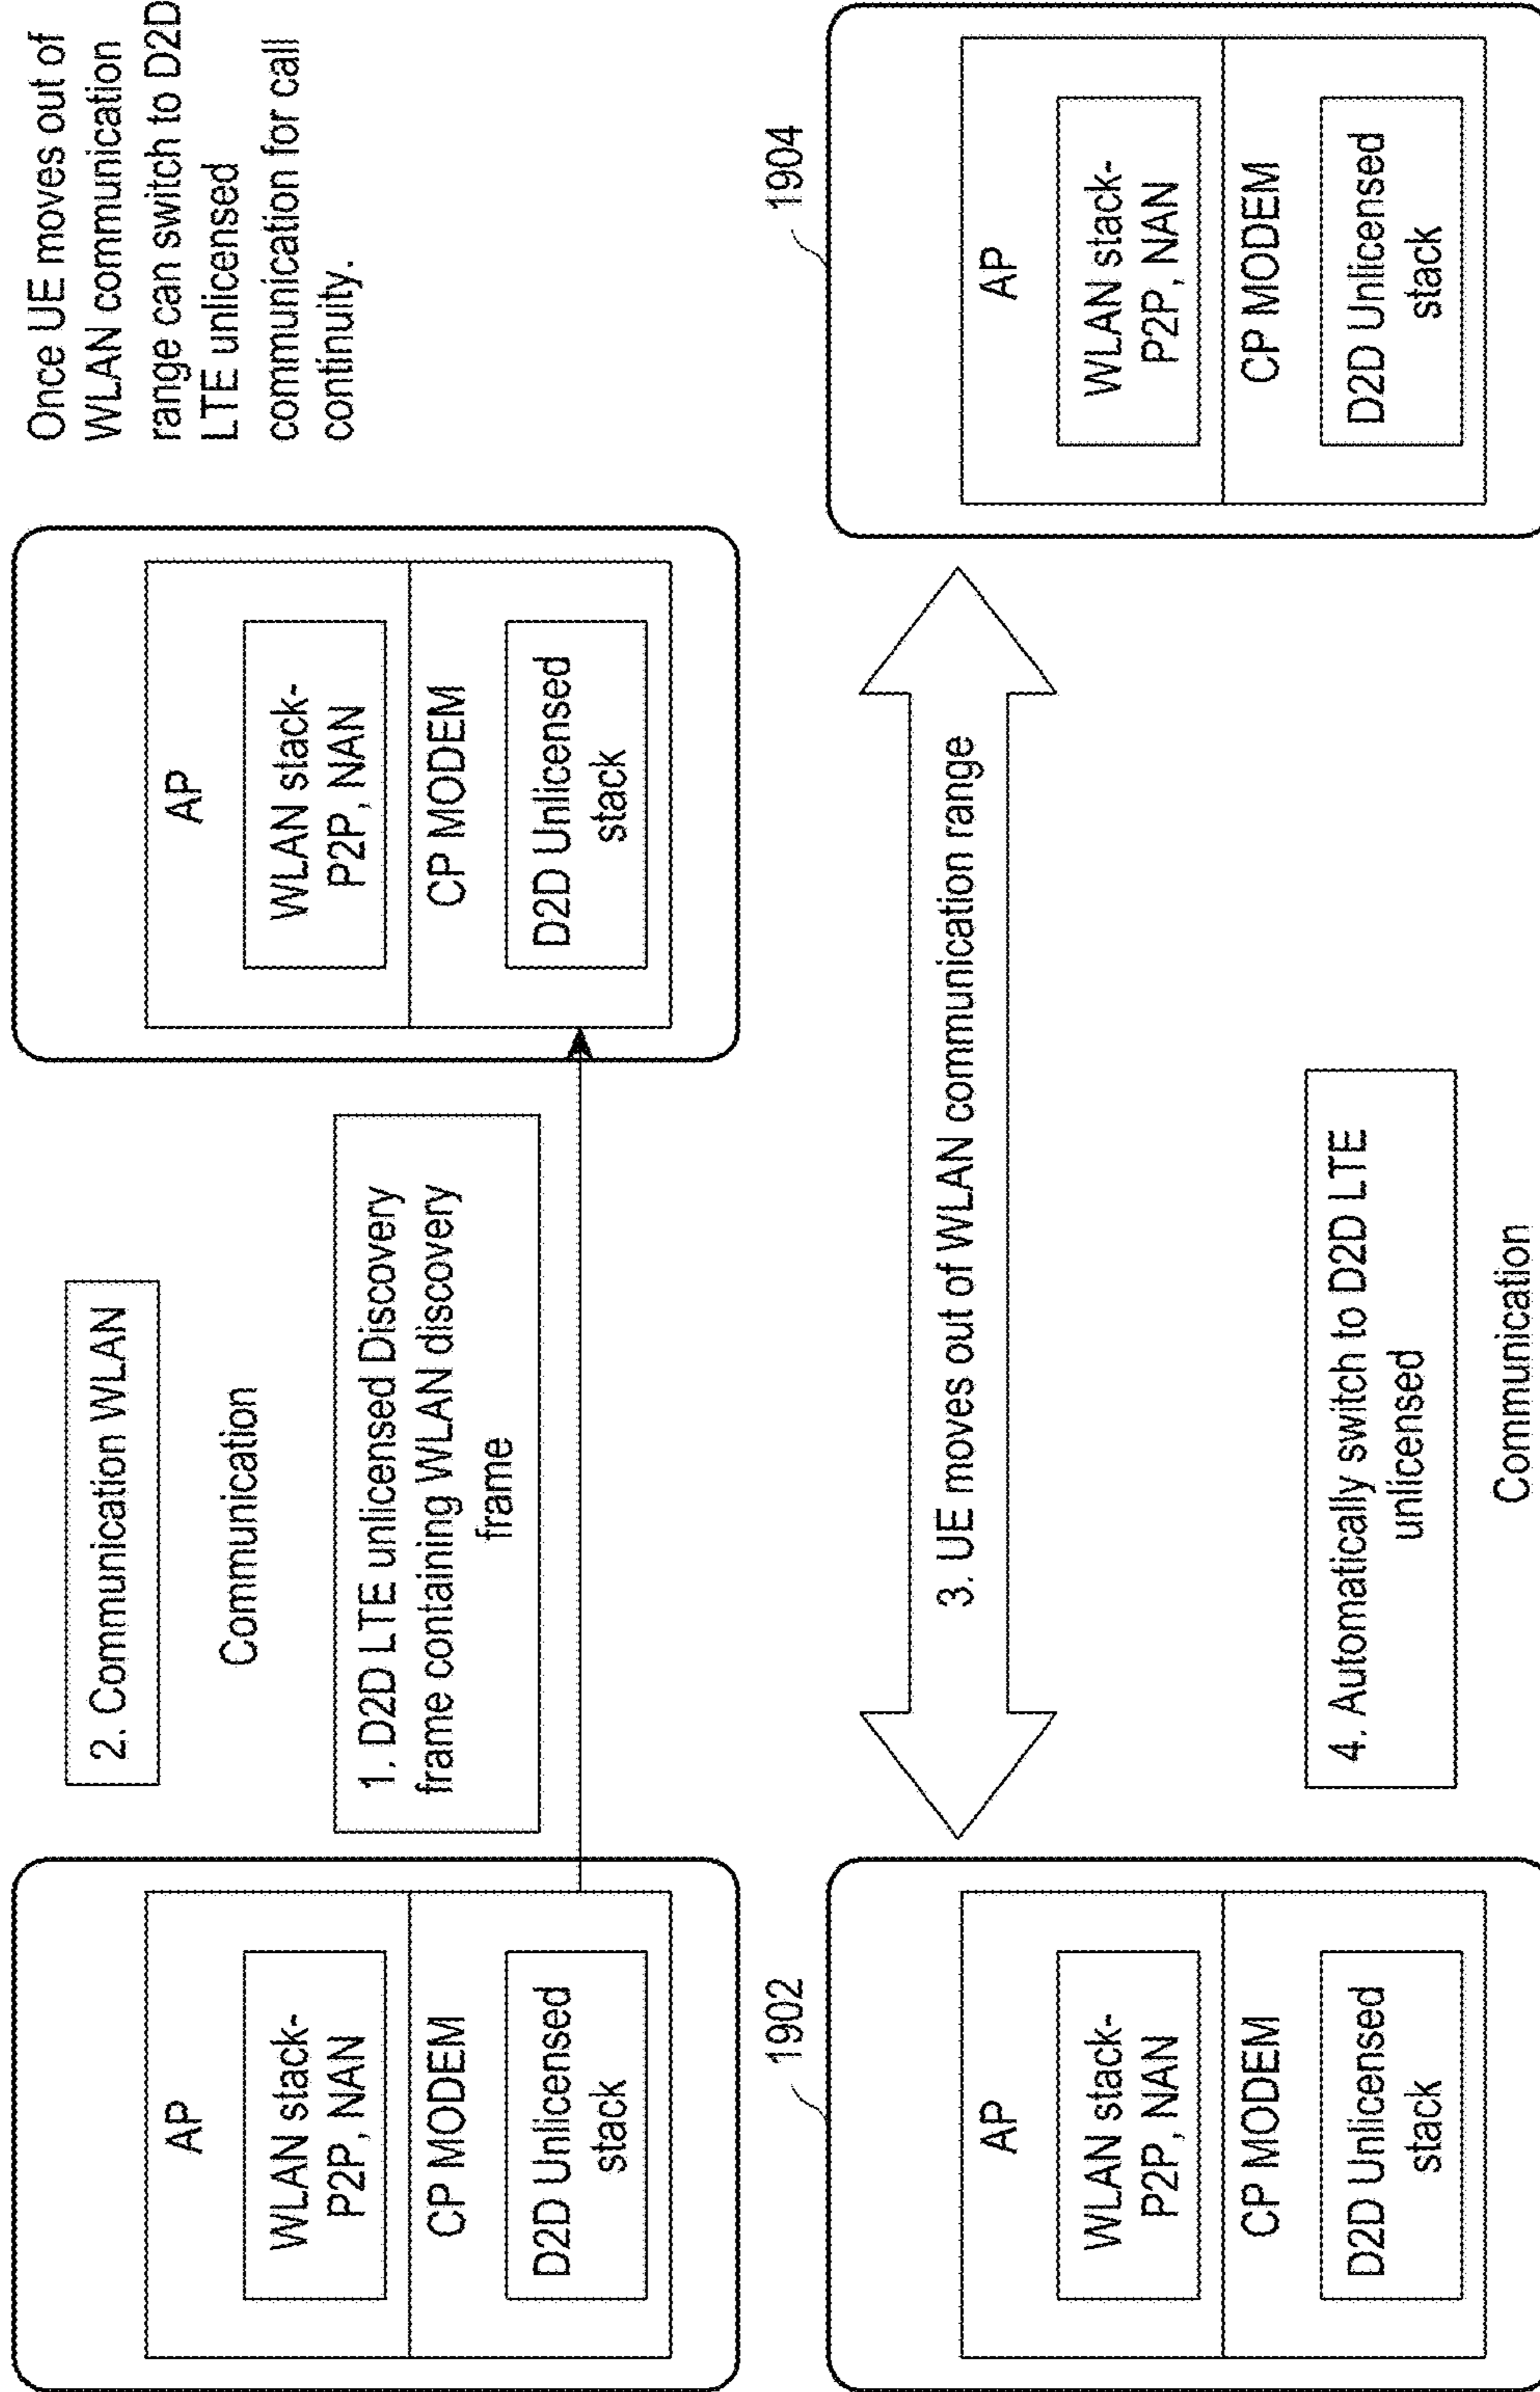 AP
WLAN stack-
P2P, NAN
CP MODEM
D2D Unlicensed
stack
2. Communication WLAN
Communication
1. D2D LTE unlicensed Discovery
frame containing WLAN discovery
frame
AP
WLAN stack-
P2P, NAN
CP MODEM
D2D Unlicensed
stack
Once UE moves out of
WLAN communication
range can switch to D2D
LTE unlicensed
communication for call
continuity.
1902
AP
WLAN stack-
P2P, NAN
CP MODEM
D2D Unlicensed
stack
3. UE moves out of WLAN communication range
4. Automatically switch to D2D LTE
unlicensed
Communication
1904
AP
WLAN stack-
P2P, NAN
CP MODEM
D2D Unlicensed
stack